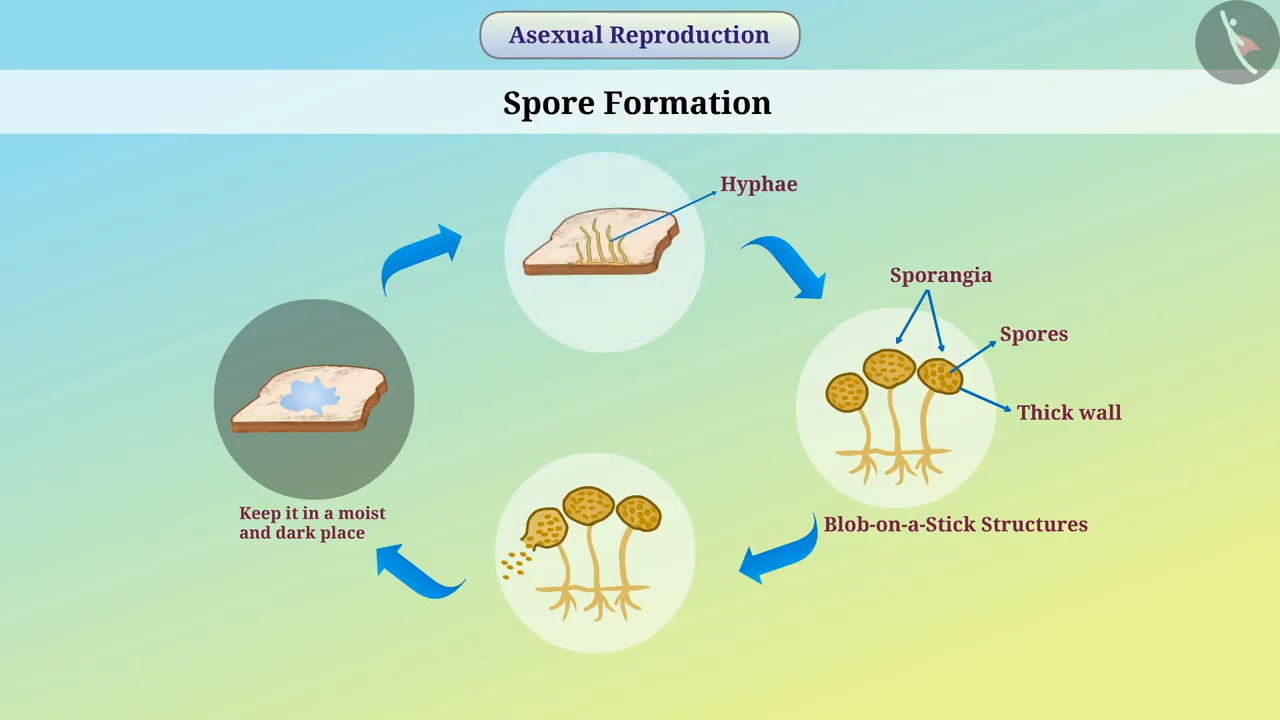 Asexual Reproduction
Spore Formation
Hyphae
Sporangia
Spores
Thick wall
Keep it in a moist
and dark place
Blob-on-a-Stick Structures